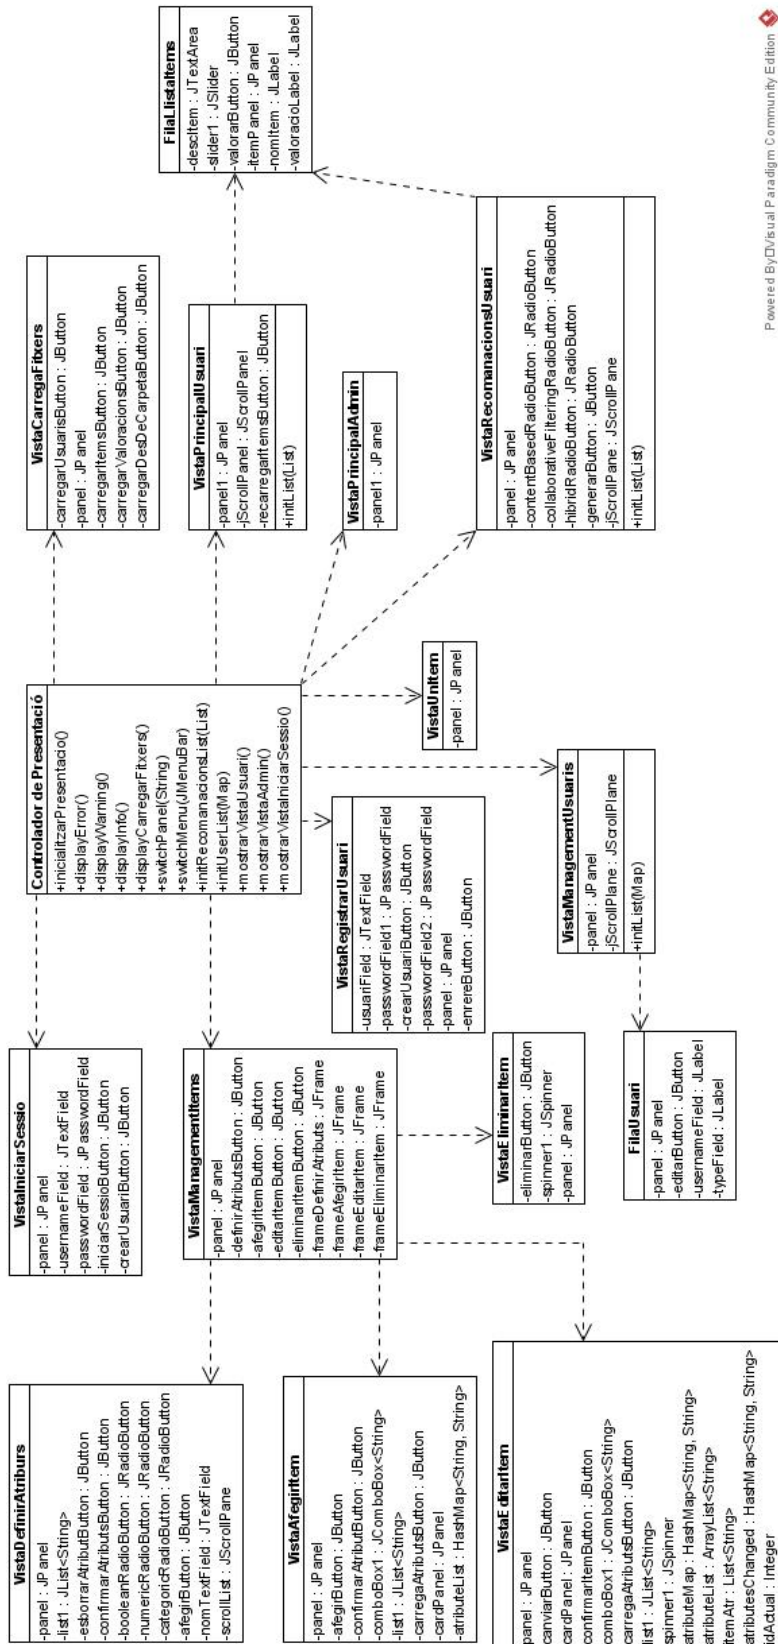 VistaDefinirAtriburs
-panel : JPanel
-list1 : JList<String>
-esborrarAtributButton : JButton
-confirmarAtributsButton : JButton
-booleanRadioButton : JRadioButton
-numericRadioButton : JRadioButton
-categoricRadioButton : JRadioButton
-afegirButton : JButton
-nomTextField : JTextField
-scrollList : JScrollPane
VistaAfegirItem
-panel : JPanel
-afegirButton : JButton
-confirmarAtributButton : JButton
-comboBox1 : JComboBox<String>
-list1 : JList<String>
-carregaAtributsButton : JButton
-cardPanel : JPanel
-atributeList : HashMap<String, String>
VistaEditarItem
panel : JPanel
canviarButton : JButton
cardPanel : JPanel
confirmarItemButton : JButton
comboBox1 : JComboBox<String>
carregaAtributsButton : JButton
list1 : JList<String>
spinner1 : JSpinner
atributeMap : HashMap<String, String>
atributeList : ArrayList<String>
itemAtr : List<String>
atributesChanged : HashMap<String, String>
dActual : Integer
VistaIniciarSessio
-panel : JPanel
-usernameField : JTextField
-passwordField : JPasswordField
-iniciarSessioButton : JButton
-crearUsuariButton : JButton
VistaManagementItems
-panel : JPanel
-definirAtributsButton : JButton
-afegirItemButton : JButton
-editarItemButton : JButton
-eliminarItemButton : JButton
-frameDefinirAtributs : JFrame
-frameAfegirItem : JFrame
-frameEditarItem : JFrame
-frameEliminarItem : JFrame
VistaEliminarItem
-eliminarButton : JButton
-spinner1 : JSpinner
-panel : JPanel
FilaUsuari
-panel : JPanel
-editarButton : JButton
-usernameField : JLabel
-typeField : JLabel
Controlador de Presentació
+inicialitzarPresentacio()
+displayError()
+displayWarning()
+displayInfo()
+displayCarregarFitxers()
+switchPanel(String)
+switchMenu(JMenuBar)
+initRecomanacionsList(List)
+initUserList(Map)
+mostrarVistaUsuari()
+mostrarVistaAdmin()
+mostrarVistaIniciarSessio()
VistaRegistrarUsuari
-usuariField : JTextField
-passwordField1 : JPasswordField
-crearUsuariButton : JButton
-passwordField2 : JPasswordField
-panel : JPanel
-enrereButton : JButton
VistaUnItem
-panel : JPanel
VistaManagementUsuaris
-panel : JPanel
-jScrollPlane : JScrollPlane
+initList(Map)
VistaCarregaFitxers
-carregarUsuarisButton : JButton
-panel : JPanel
-carregarItemsButton : JButton
-carregarValoracionsButton : JButton
-carregarDesDeCarpetaButton : JButton
VistaPrincipalUsuari
-panel1 : JPanel
-jScrollPanel : JScrollPanel
-recarregarItemsButton : JButton
+initList(List)
VistaPrincipalAdmin
-panel1 : JPanel
VistaRecomanacionsUsuari
-panel : JPanel
-contentBasedRadioButton : JRadioButton
-collaborativeFilteringRadioButton : JRadioButton
-hibridRadioButton : JRadioButton
-generarButton : JButton
-jScrollPane : JScrollPane
+initList(List)
FilaLlistaItems
-descItem : JTextArea
-slider1 : JSlider
-valorarButton : JButton
-itemPanel : JPanel
-nomItem : JLabel
-valoracioLabel : JLabel
Powered By Visual Paradigm Community Edition